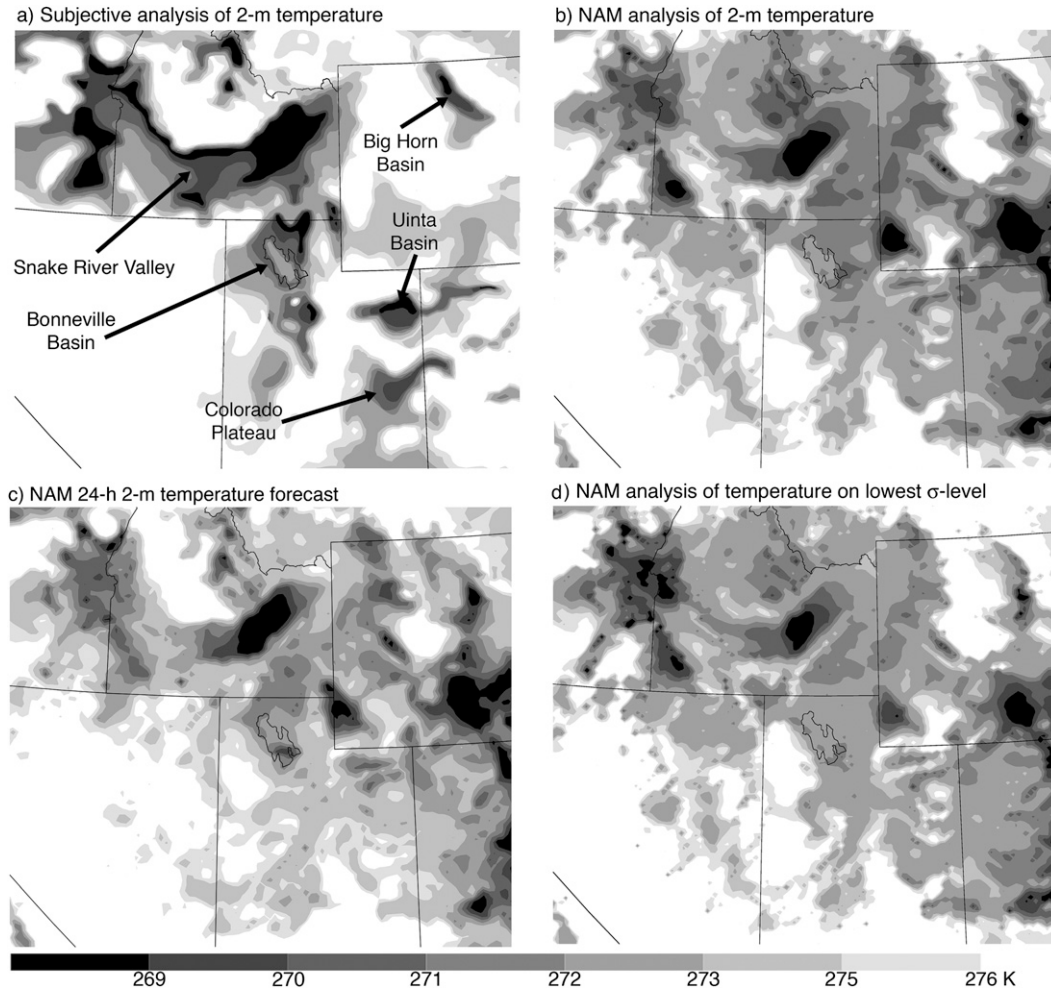 a) Subjective analysis of 2-m temperature
b) NAM analysis of 2-m temperature
Big Horn
Basin
Uinta
Basin
Snake River Valley
Bonneville
Basin
Colorado
Plateau
c) NAM 24-h 2-m temperature forecast
d) NAM analysis of temperature on lowest σ-level
269 270 271 272 273 275 276 K